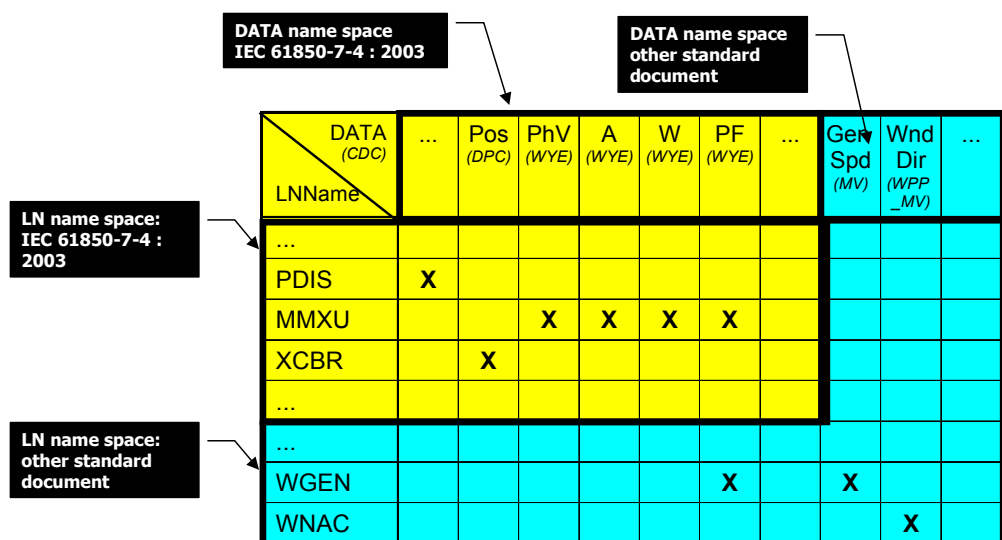 DATA name space
IEC 61850-7-4 : 2003
DATA name space
other standard
document
DATA
(CDC)
LNName
... Pos PhV A W PF ... Gen Wnd ...
(DPC) (WYE) (WYE) (WYE) (WYE) Spd Dir
(MV) (WPP
_MV)
LN name space:
IEC 61850-7-4 :
2003
...
PDIS X
MMXU X X X X
XCBR X
...
LN name space:
other standard
document
...
WGEN X X
WNAC X